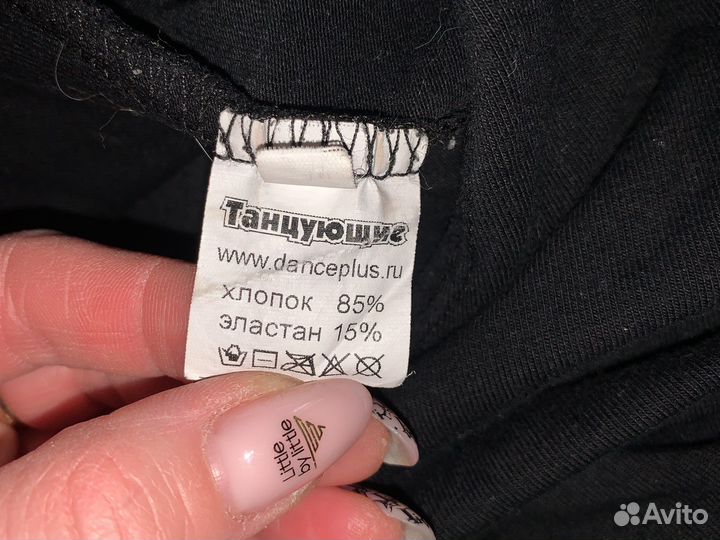 Танцующие
www.danceplus.ru
хлопок 85%
эластан 15%
Little
by little
Avito